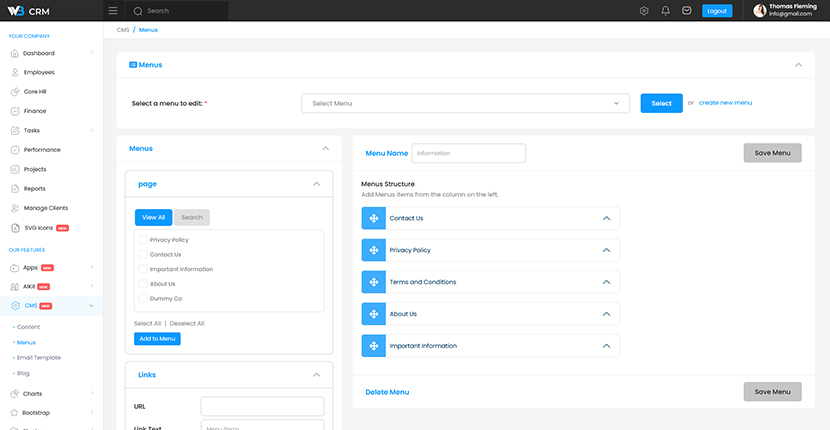 WB CRM
Search
Logout
Thomas Fleming
info@gmail.com
YOUR COMPANY
Dashboard
Employees
Core HR
Finance
Tasks
Performance
Projects
Reports
Manage Clients
SVG Icons NEW
OUR FEATURES
Apps NEW
AIKit NEW
CMS NEW
- Content
- Menus
- Email Template
- Blog
Charts
Bootstrap
CMS / Menus
Menus
Select a menu to edit: *
Select Menu
Select
or create new menu
Menus
page
View All
Search
Privacy Policy
Contact Us
Important Information
About Us
Dummy Co
Select All | Deselect All
Add to Menu
Links
URL
Link Text
Menu Items
Menu Name
information
Save Menu
Menus Structure
Add Menus items from the column on the left.
Contact Us
Privacy Policy
Terms and Conditions
About Us
Important Information
Delete Menu
Save Menu